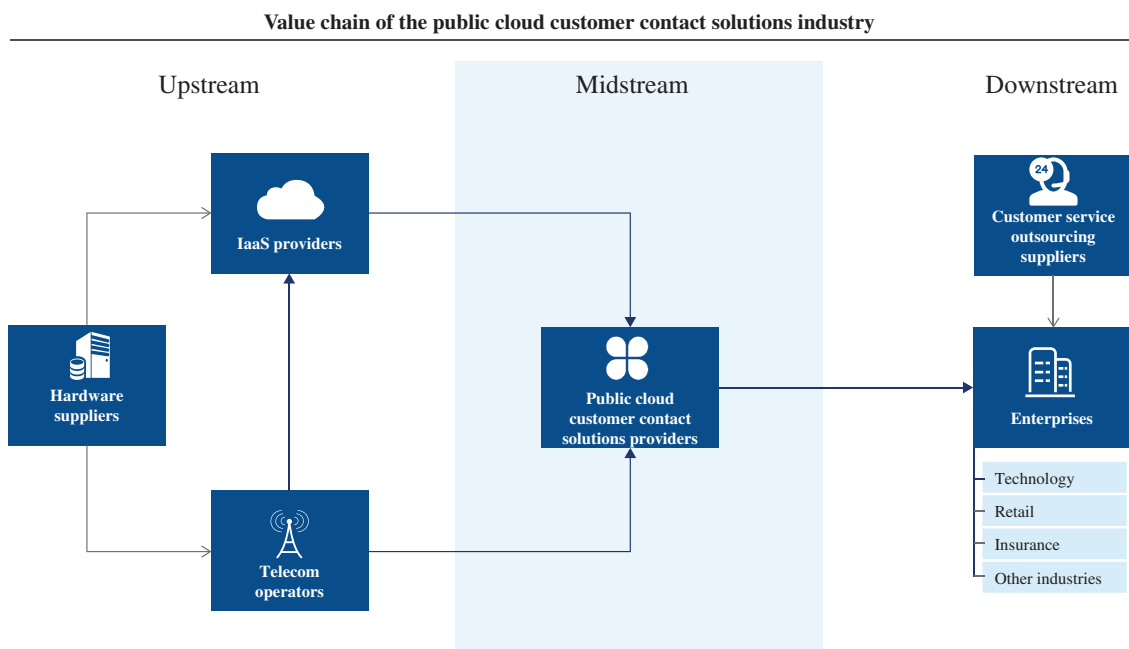 Value chain of the public cloud customer contact solutions industry
Upstream
Midstream
Downstream
IaaS providers
24
Customer service
outsourcing
suppliers
Hardware
suppliers
Public cloud
customer contact
solutions providers
Enterprises
Technology
Retail
Insurance
Other industries
Telecom
operators